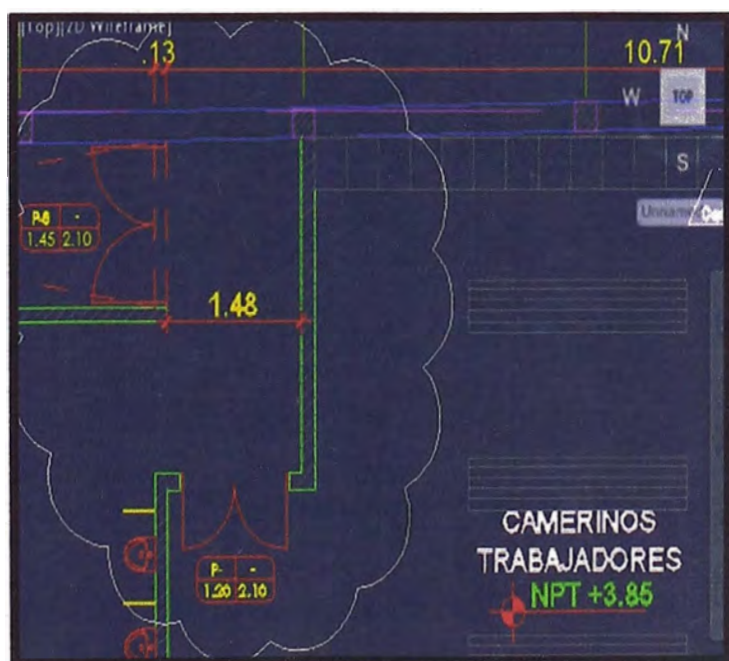 ][Top][2D Wireframe]
N
.13
10.71
W
TOP
S
P-8 -
1.45 2.10
1.48
CAMERINOS
TRABAJADORES
NPT +3.85
P- -
1.20 2.10